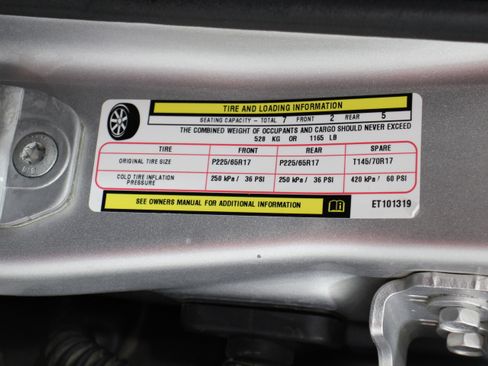 TIRE AND LOADING INFORMATION
SEATING CAPACITY - TOTAL 7 FRONT 2 REAR 5
THE COMBINED WEIGHT OF OCCUPANTS AND CARGO SHOULD NEVER EXCEED
528 KG OR 1165 LB
TIRE FRONT REAR SPARE
ORIGINAL TIRE SIZE P225/65R17 P225/65R17 T145/70R17
COLD TIRE INFLATION PRESSURE 250 kPa / 36 PSI 250 kPa / 36 PSI 420 kPa / 60 PSI
SEE OWNERS MANUAL FOR ADDITIONAL INFORMATION ET101319